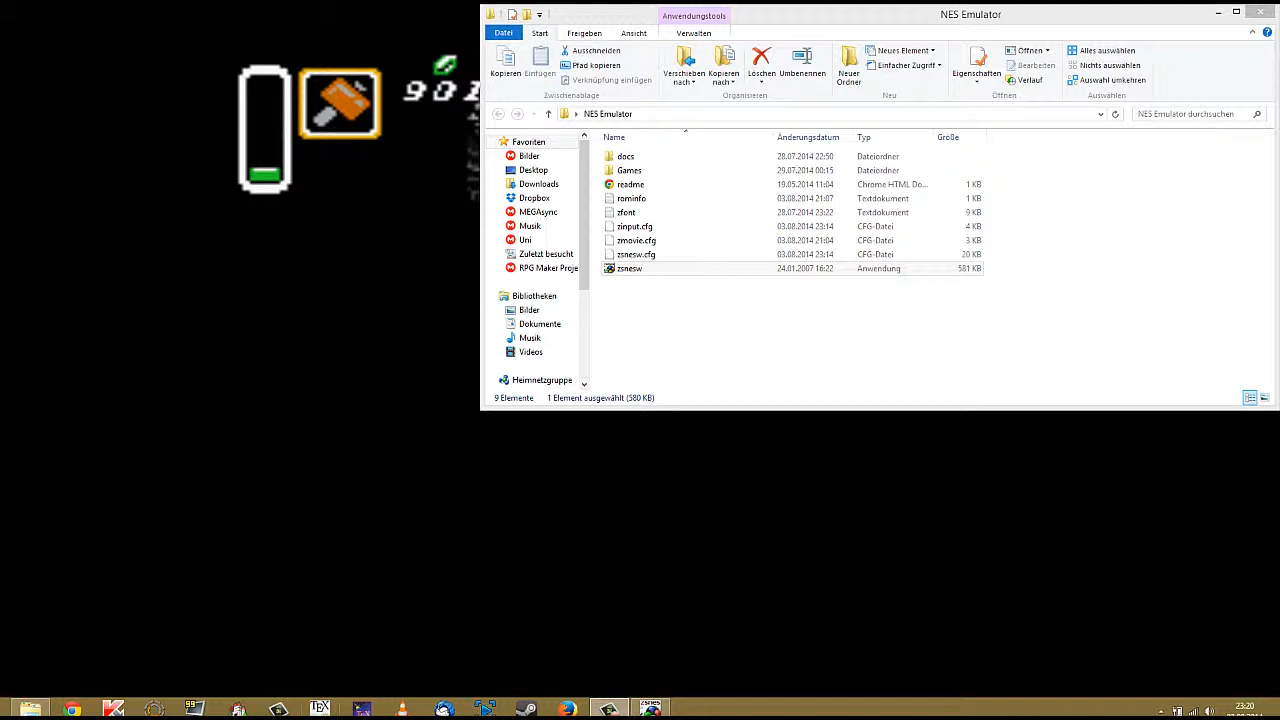 901
Anwendungstools
NES Emulator
Datei Start Freigeben Ansicht Verwalten
Kopieren
Einfügen
Ausschneiden
Pfad kopieren
Verknüpfung einfügen
Zwischenablage
Verschieben nach
Kopieren nach
Löschen
Umbenennen
Organisieren
Neuer Ordner
Neues Element
Einfacher Zugriff
Neu
Eigenschaften
Öffnen
Bearbeiten
Verlauf
Öffnen
Alles auswählen
Nichts auswählen
Auswahl umkehren
Auswählen
NES Emulator
NES Emulator durchsuchen
Name Änderungsdatum Typ Größe
Favoriten
Bilder
Desktop
Downloads
Dropbox
MEGAsync
Musik
Uni
Zuletzt besucht
RPG Maker Proje
Bibliotheken
Bilder
Dokumente
Musik
Videos
Heimnetzgruppe
docs 28.07.2014 22:50 Dateiordner
Games 29.07.2014 00:15 Dateiordner
readme 19.05.2014 11:04 Chrome HTML Do... 1 KB
rominfo 03.08.2014 21:07 Textdokument 1 KB
zfont 28.07.2014 23:22 Textdokument 9 KB
zinput.cfg 03.08.2014 23:14 CFG-Datei 4 KB
zmovie.cfg 03.08.2014 21:04 CFG-Datei 3 KB
zsnesw.cfg 03.08.2014 23:14 CFG-Datei 20 KB
zsnesw 24.01.2007 16:22 Anwendung 581 KB
9 Elemente 1 Element ausgewählt (580 KB)
99
TEX
zsnes
23:20